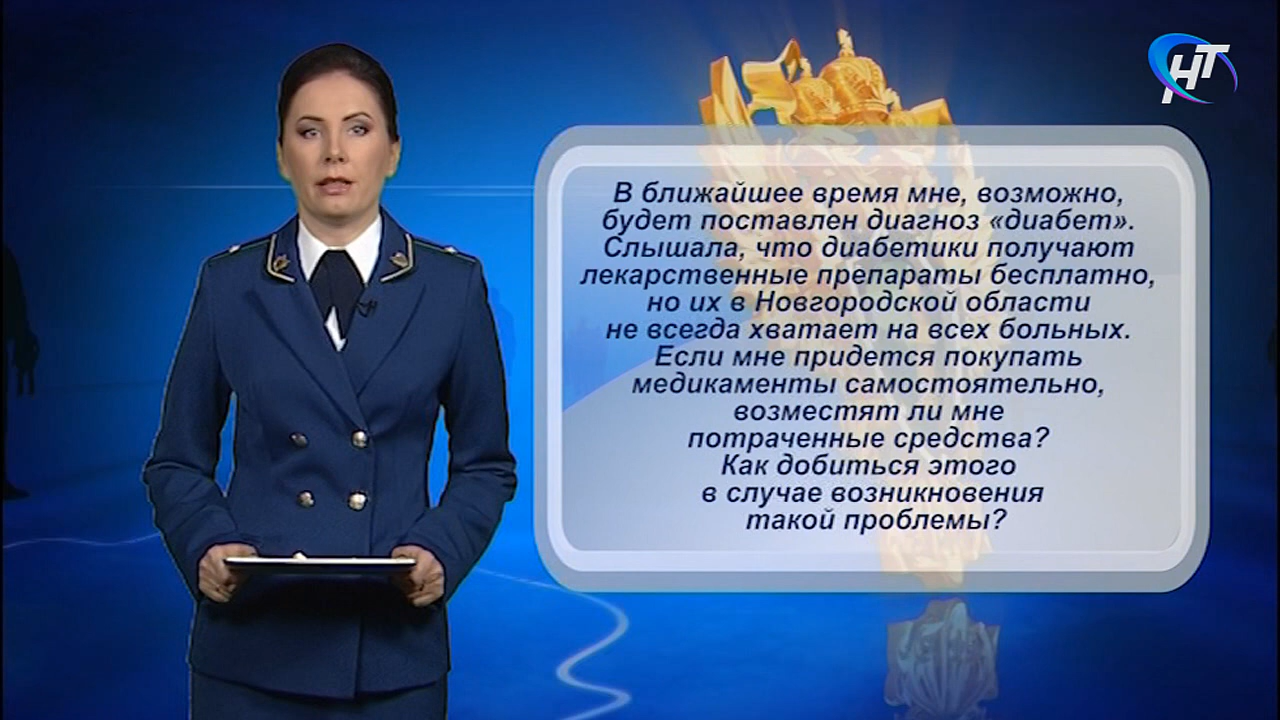 НТ
В ближайшее время мне, возможно,
будет поставлен диагноз «диабет».
Слышала, что диабетики получают
лекарственные препараты бесплатно,
но их в Новгородской области
не всегда хватает на всех больных.
Если мне придется покупать
медикаменты самостоятельно,
возместят ли мне
потраченные средства?
Как добиться этого
в случае возникновения
такой проблемы?